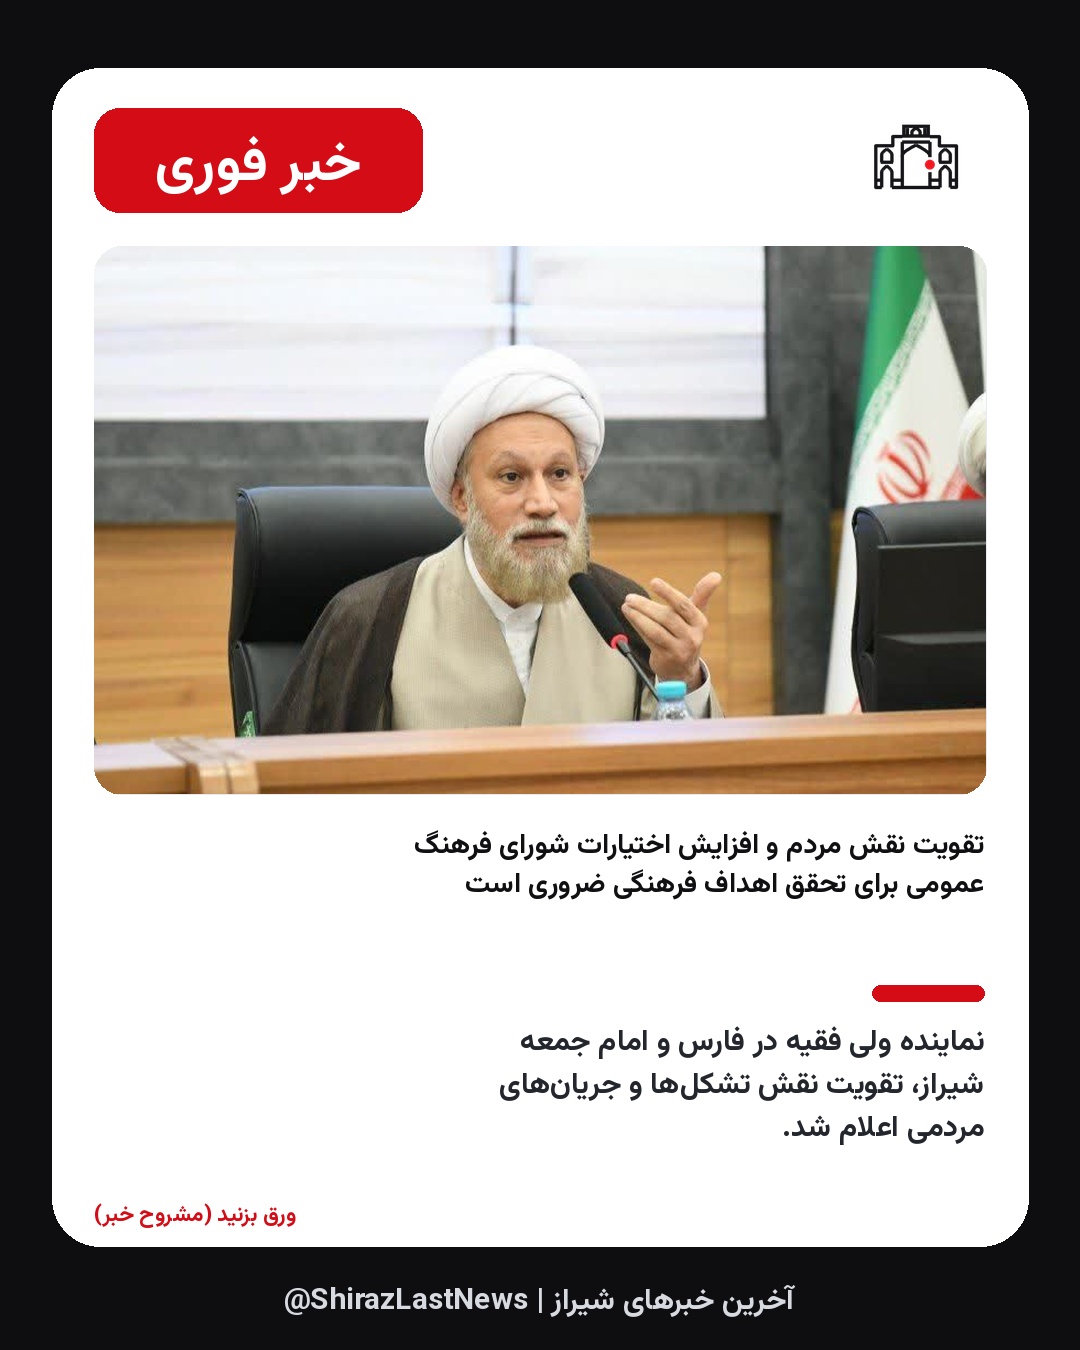 خبر فوری
تقویت نقش مردم و افزایش اختیارات شورای فرهنگ
عمومی برای تحقق اهداف فرهنگی ضروری است
نماینده ولی فقیه در فارس و امام جمعه
شیراز، تقویت نقش تشکل‌ها و جریان‌های
مردمی اعلام شد.
ورق بزنید (مشروح خبر)
آخرین خبرهای شیراز | @ShirazLastNews